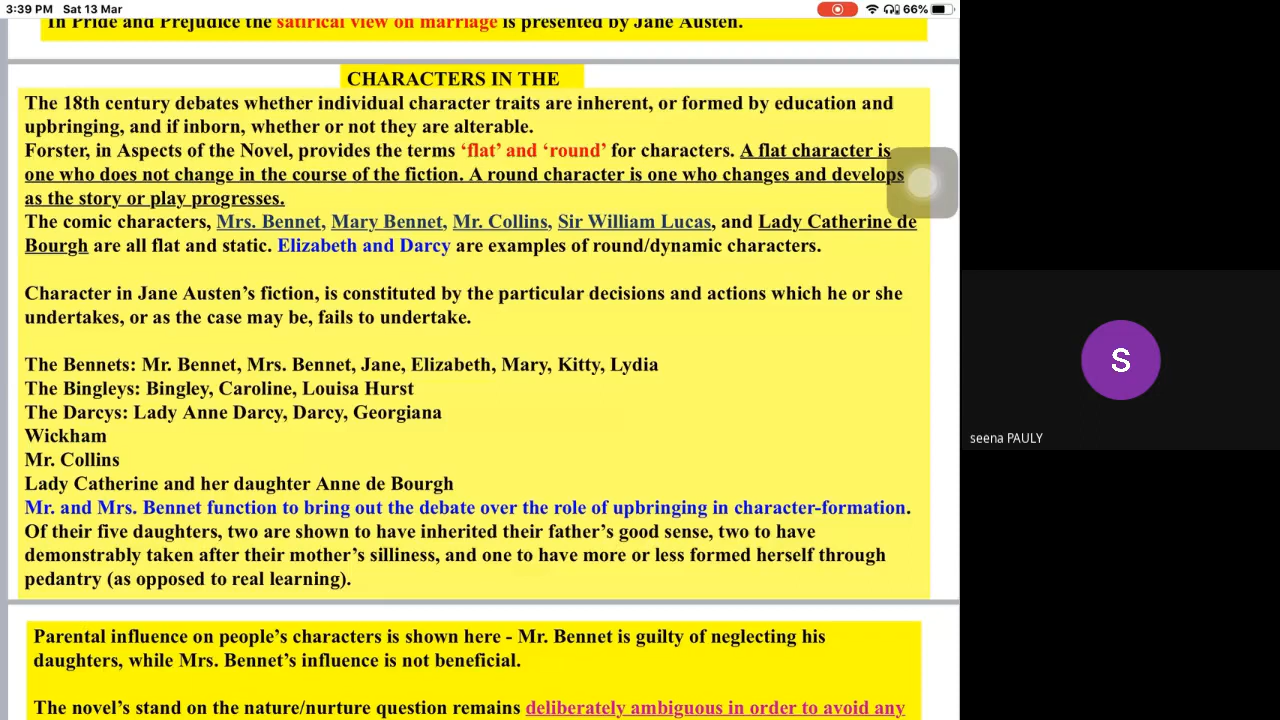 3:39 PM Sat 13 Mar
66%
In Pride and Prejudice the satirical view on marriage is presented by Jane Austen.
CHARACTERS IN THE
The 18th century debates whether individual character traits are inherent, or formed by education and
upbringing, and if inborn, whether or not they are alterable.
Forster, in Aspects of the Novel, provides the terms ‘flat’ and ‘round’ for characters. A flat character is
one who does not change in the course of the fiction. A round character is one who changes and develops
as the story or play progresses.
The comic characters, Mrs. Bennet, Mary Bennet, Mr. Collins, Sir William Lucas, and Lady Catherine de
Bourgh are all flat and static. Elizabeth and Darcy are examples of round/dynamic characters.
Character in Jane Austen’s fiction, is constituted by the particular decisions and actions which he or she
undertakes, or as the case may be, fails to undertake.
The Bennets: Mr. Bennet, Mrs. Bennet, Jane, Elizabeth, Mary, Kitty, Lydia
The Bingleys: Bingley, Caroline, Louisa Hurst
The Darcys: Lady Anne Darcy, Darcy, Georgiana
Wickham
Mr. Collins
Lady Catherine and her daughter Anne de Bourgh
Mr. and Mrs. Bennet function to bring out the debate over the role of upbringing in character-formation.
Of their five daughters, two are shown to have inherited their father’s good sense, two to have
demonstrably taken after their mother’s silliness, and one to have more or less formed herself through
pedantry (as opposed to real learning).
Parental influence on people’s characters is shown here - Mr. Bennet is guilty of neglecting his
daughters, while Mrs. Bennet’s influence is not beneficial.
The novel’s stand on the nature/nurture question remains deliberately ambiguous in order to avoid any
S
seena PAULY